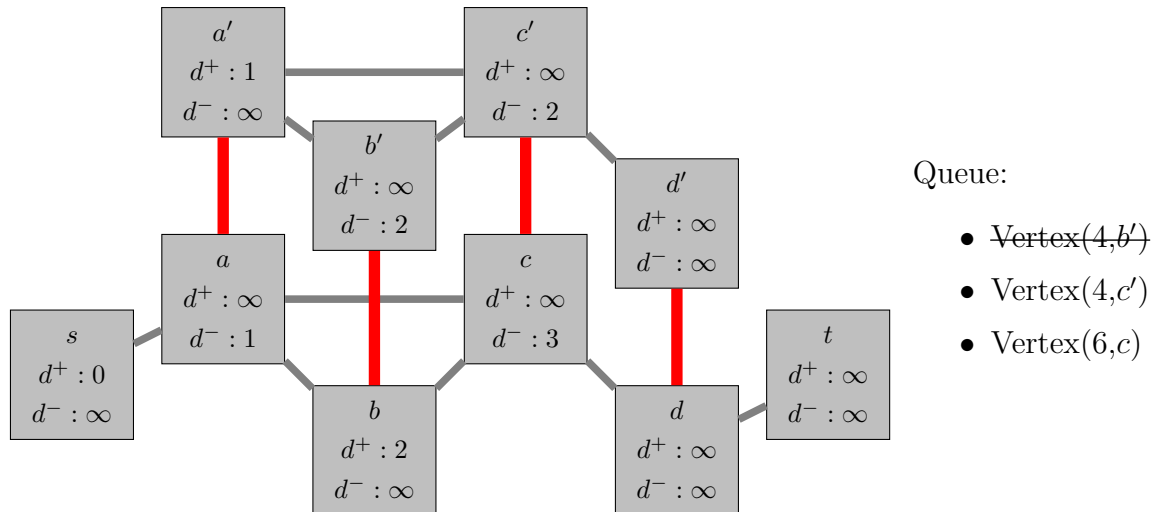 a′
d⁺ : 1
d⁻ : ∞
c′
d⁺ : ∞
d⁻ : 2
b′
d⁺ : ∞
d⁻ : 2
d′
d⁺ : ∞
d⁻ : ∞
a
d⁺ : ∞
d⁻ : 1
c
d⁺ : ∞
d⁻ : 3
s
d⁺ : 0
d⁻ : ∞
b
d⁺ : 2
d⁻ : ∞
d
d⁺ : ∞
d⁻ : ∞
t
d⁺ : ∞
d⁻ : ∞
Queue:
• Vertex(4,b′)
• Vertex(4,c′)
• Vertex(6,c)